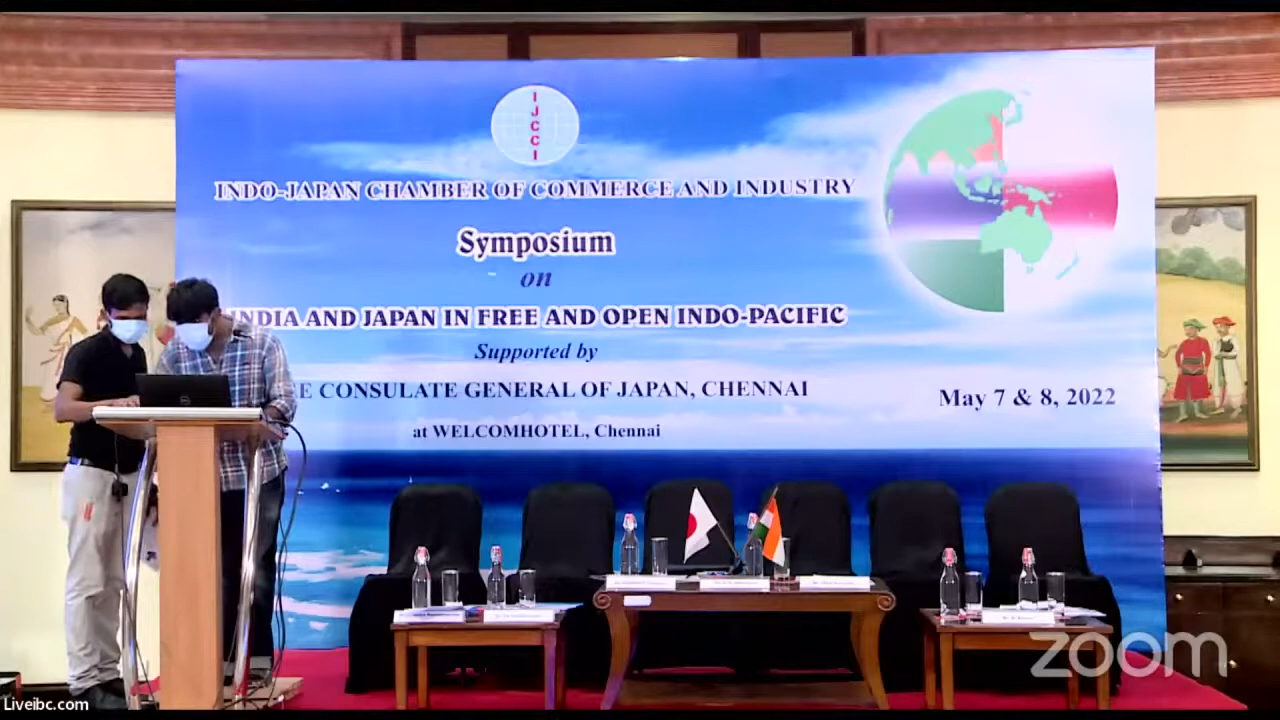 I
J
C
C
I
INDO-JAPAN CHAMBER OF COMMERCE AND INDUSTRY
Symposium
on
INDIA AND JAPAN IN FREE AND OPEN INDO-PACIFIC
Supported by
CONSULATE GENERAL OF JAPAN, CHENNAI
May 7 & 8, 2022
at WELCOMHOTEL, Chennai
DELL
zoom
Liveibc.com